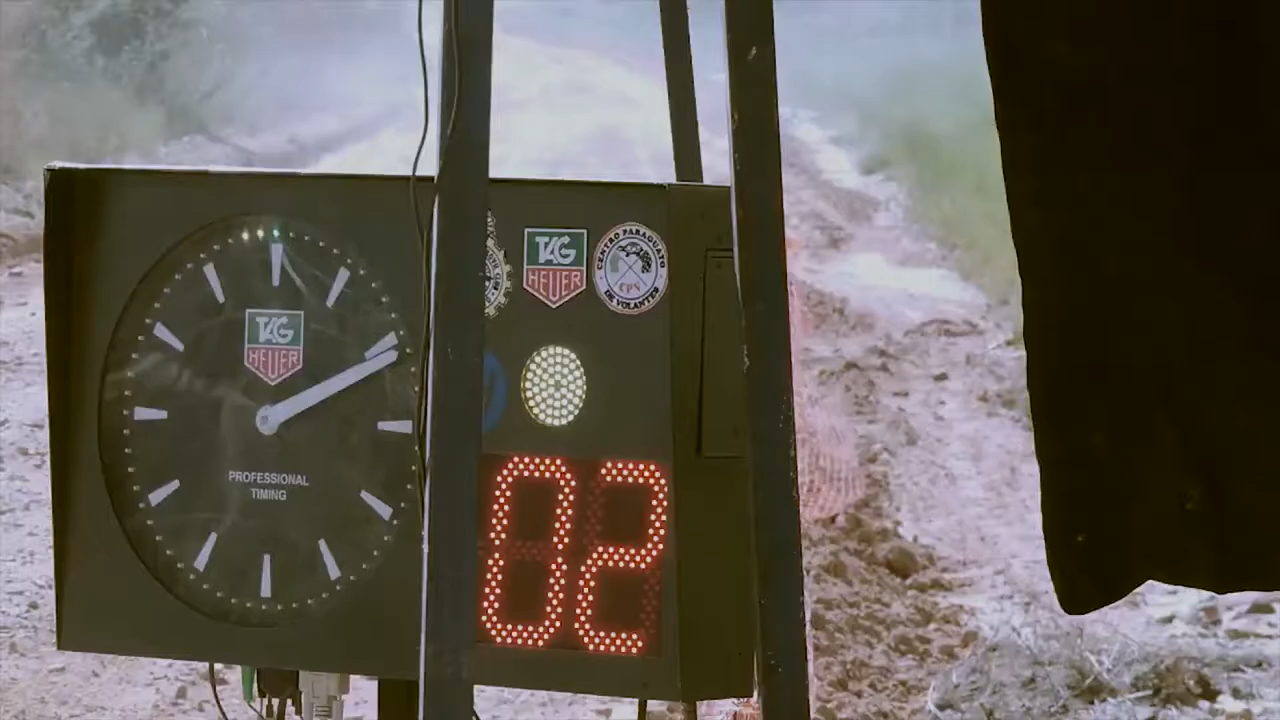 TAG
HEUER
PROFESSIONAL
TIMING
TAG
HEUER
CENTRO PARAGUAYO
CPV
DE VOLANTES
02